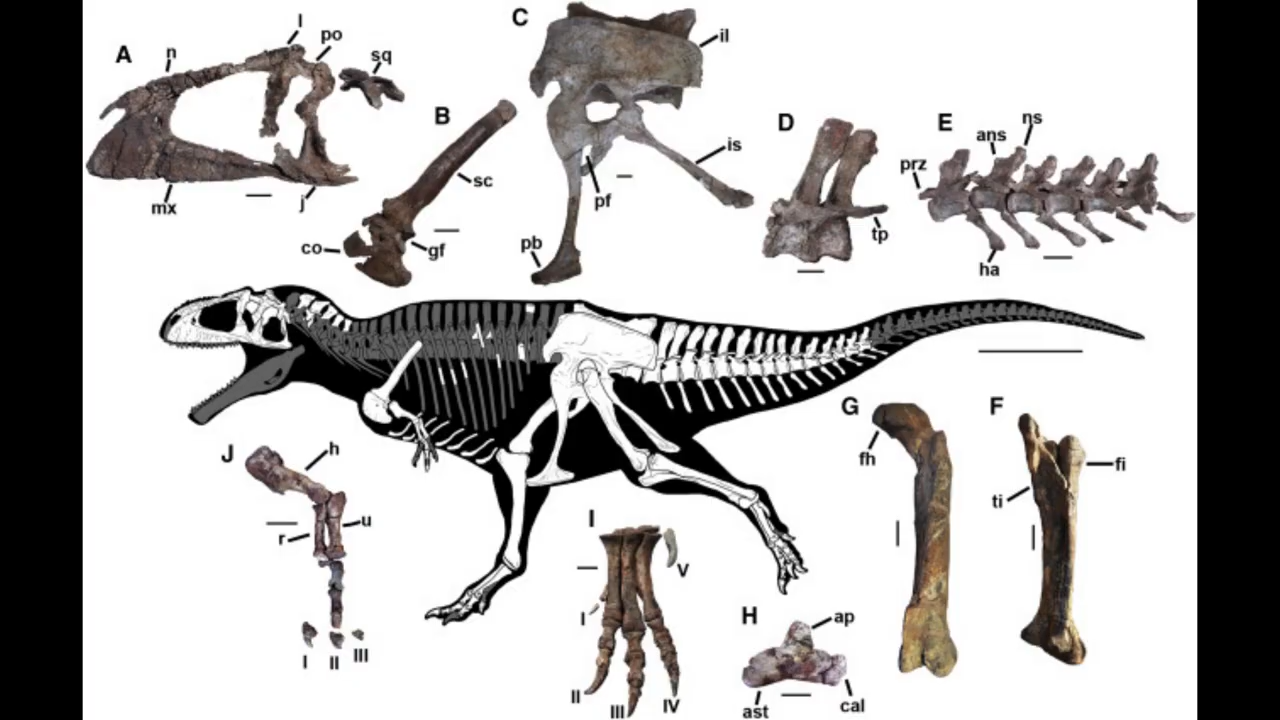 A
n
l
po
sq
mx
j
B
sc
co
gf
C
il
is
pf
pb
D
tp
E
prz
ans
ns
ha
J
h
u
r
I
II
III
I
V
I
II
III
IV
H
ap
ast
cal
G
fh
F
fi
ti